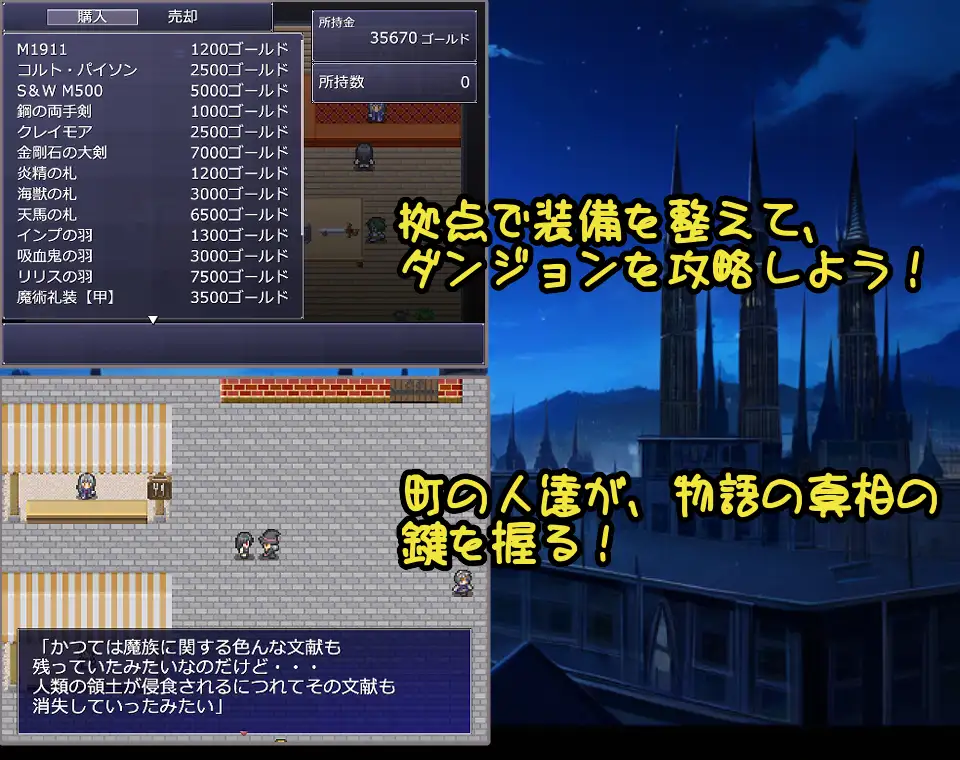 購入 売却
所持金
35670 ゴールド
所持数 0
M1911 1200ゴールド
コルト・パイソン 2500ゴールド
S&W M500 5000ゴールド
鋼の両手剣 1000ゴールド
クレイモア 2500ゴールド
金剛石の大剣 7000ゴールド
炎精の札 1200ゴールド
海獣の札 3000ゴールド
天馬の札 6500ゴールド
インプの羽 1300ゴールド
吸血鬼の羽 3000ゴールド
リリスの羽 7500ゴールド
魔術礼装【甲】 3500ゴールド
拠点で装備を整えて、
ダンジョンを攻略しよう！
町の人達が、物語の真相の
鍵を握る！
「かつては魔族に関する色んな文献も
残っていたみたいなのだけど・・・
人類の領土が侵食されるにつれてその文献も
消失していったみたい」